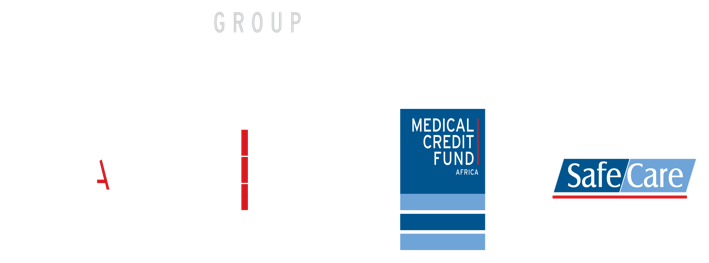 GROUP
MEDICAL
CREDIT
FUND
AFRICA
SafeCare